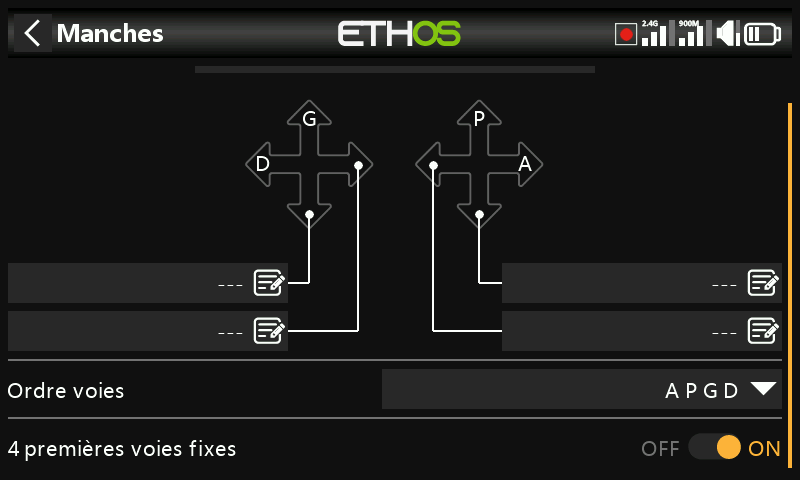 Manches
ETHOS
2.4G
900M
G
P
D
A
---
---
---
---
Ordre voies
A P G D
4 premières voies fixes
OFF
ON